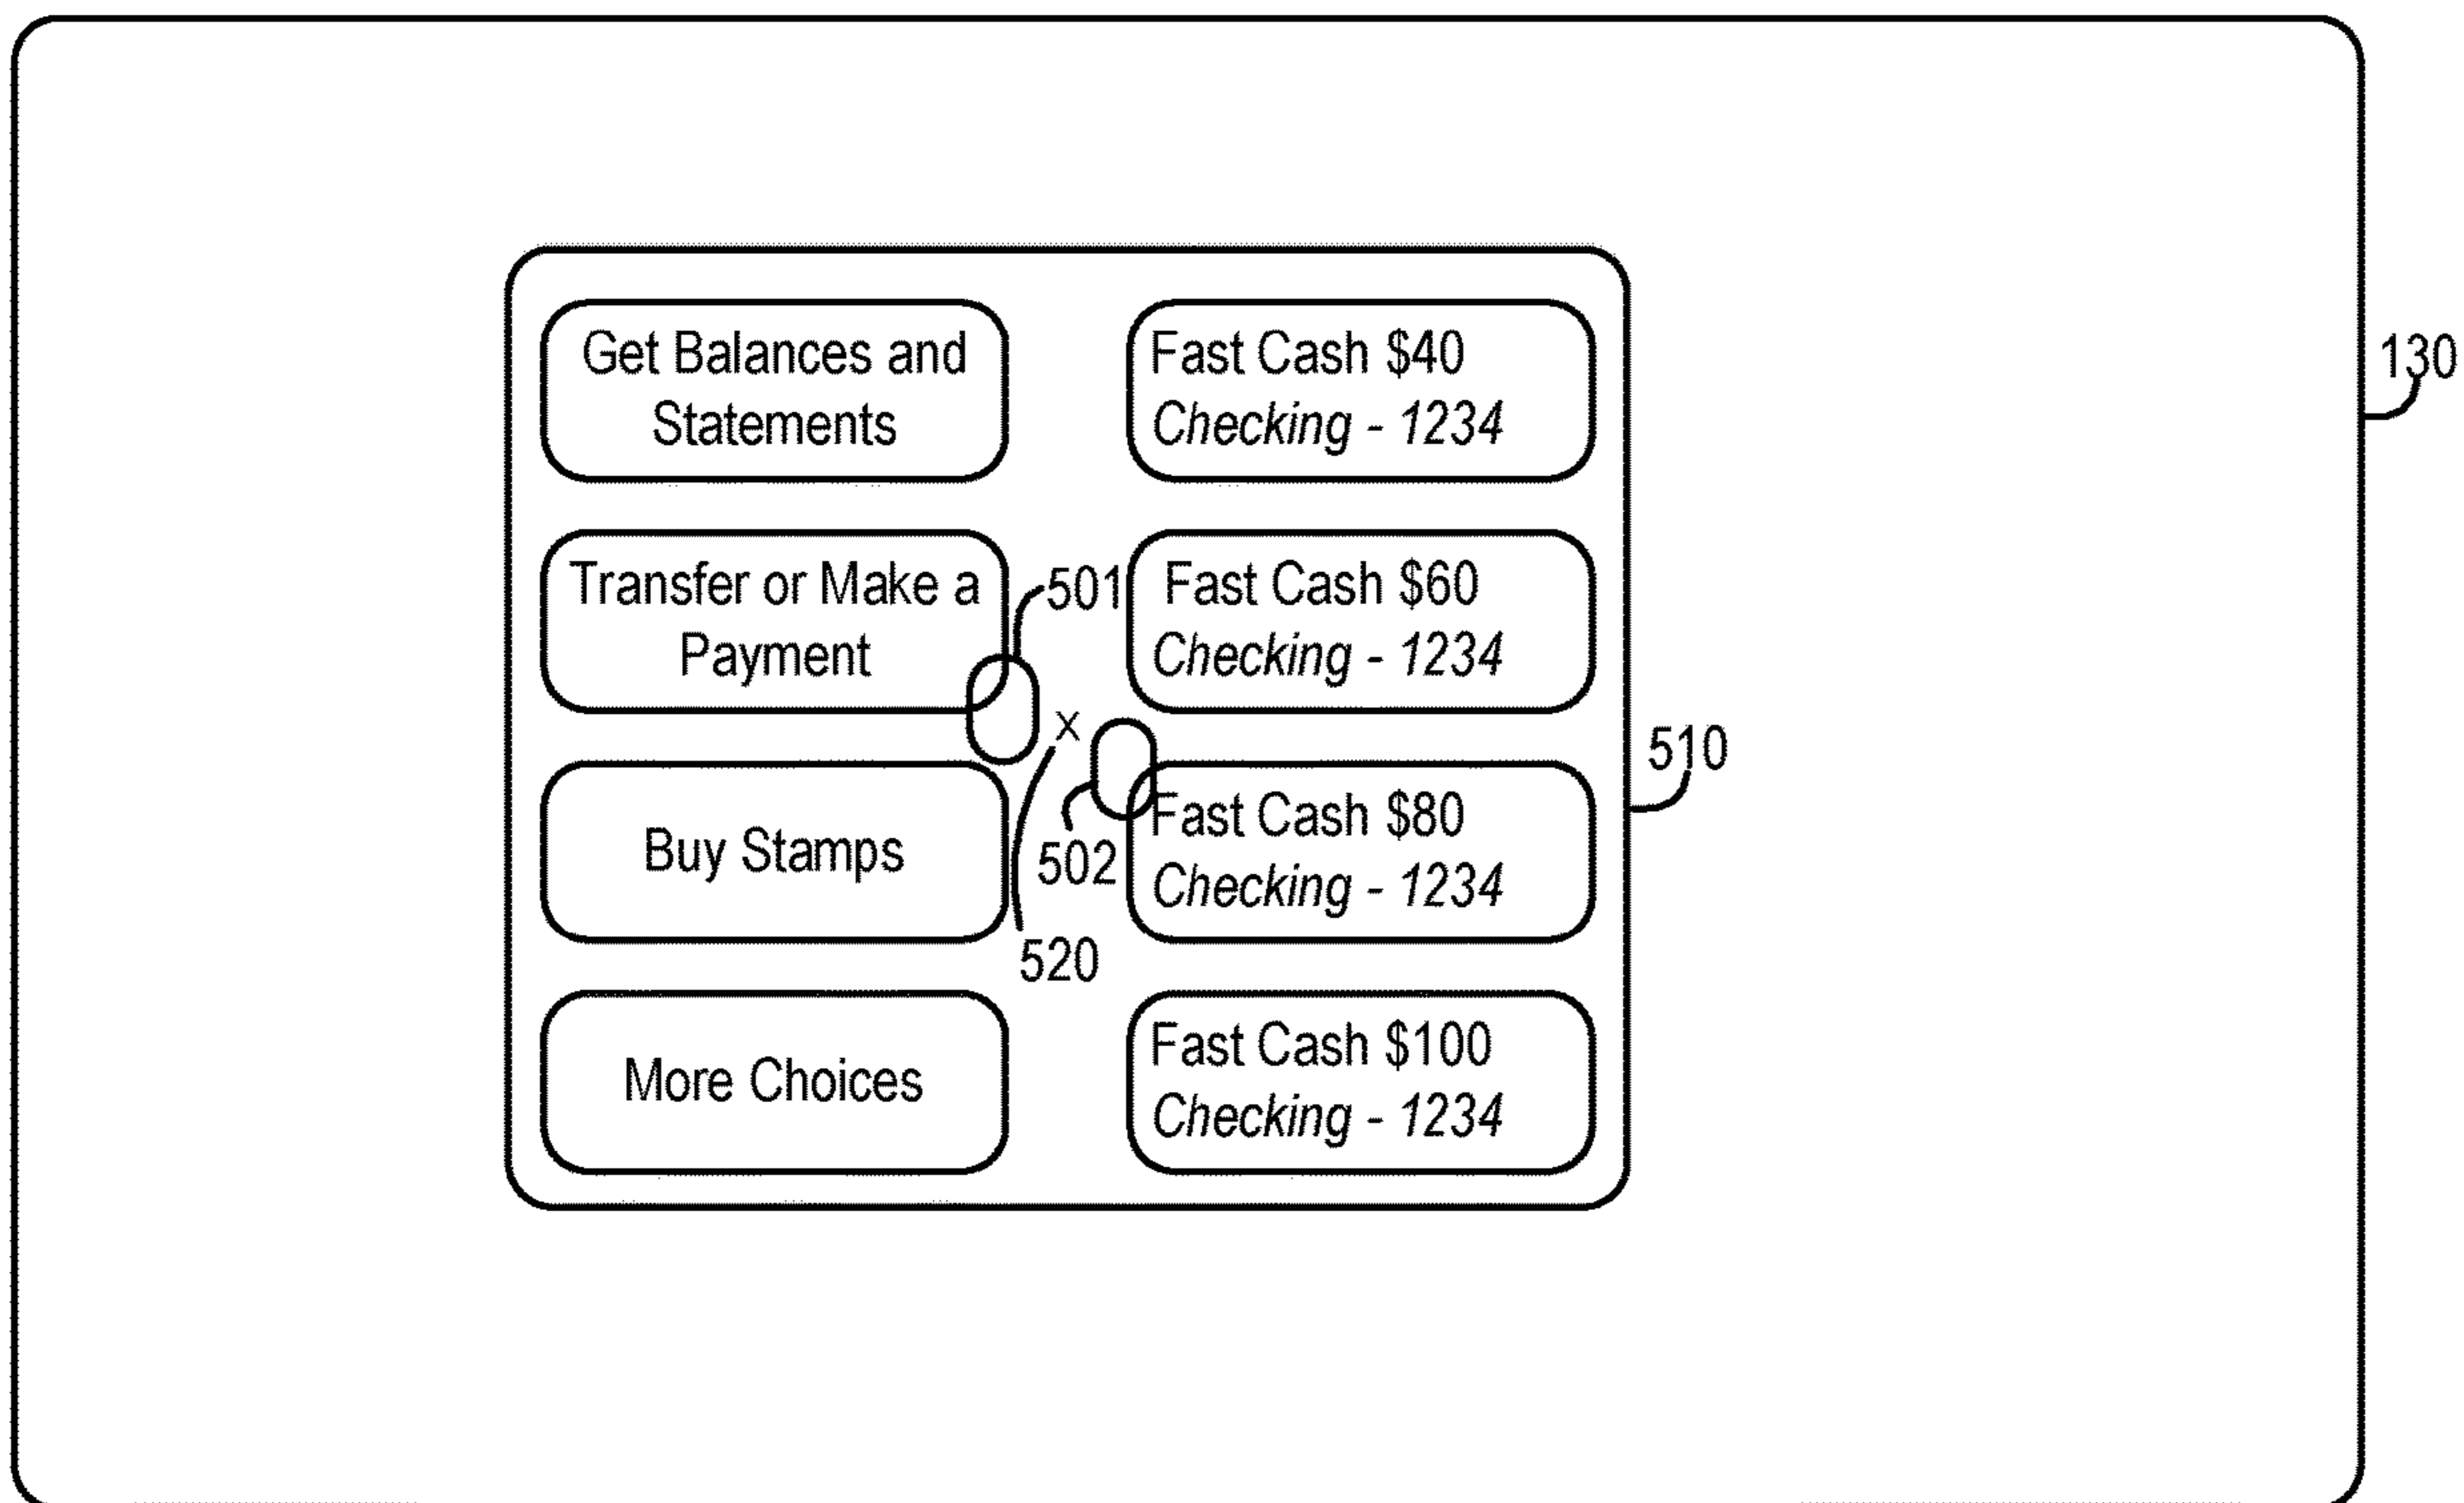 Get Balances and
Statements
Fast Cash $40
Checking - 1234
130
Transfer or Make a
Payment
501
Fast Cash $60
Checking - 1234
x
510
Buy Stamps
502
Fast Cash $80
Checking - 1234
520
More Choices
Fast Cash $100
Checking - 1234